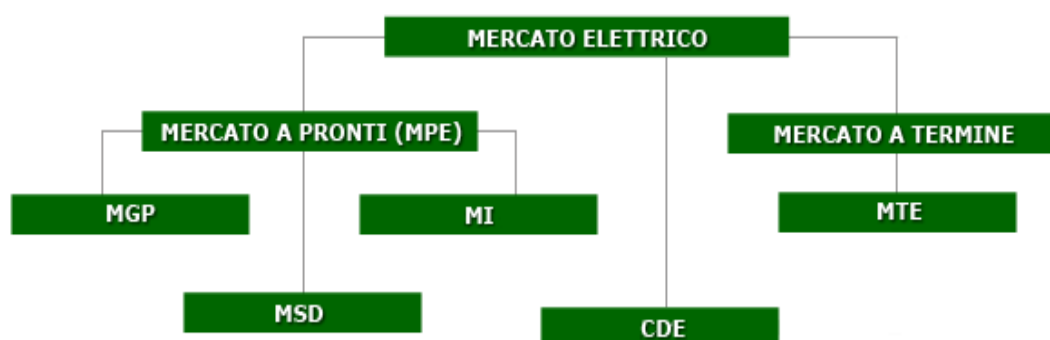 MERCATO ELETTRICO
MERCATO A PRONTI (MPE)
MERCATO A TERMINE
MGP
MI
MTE
MSD
CDE